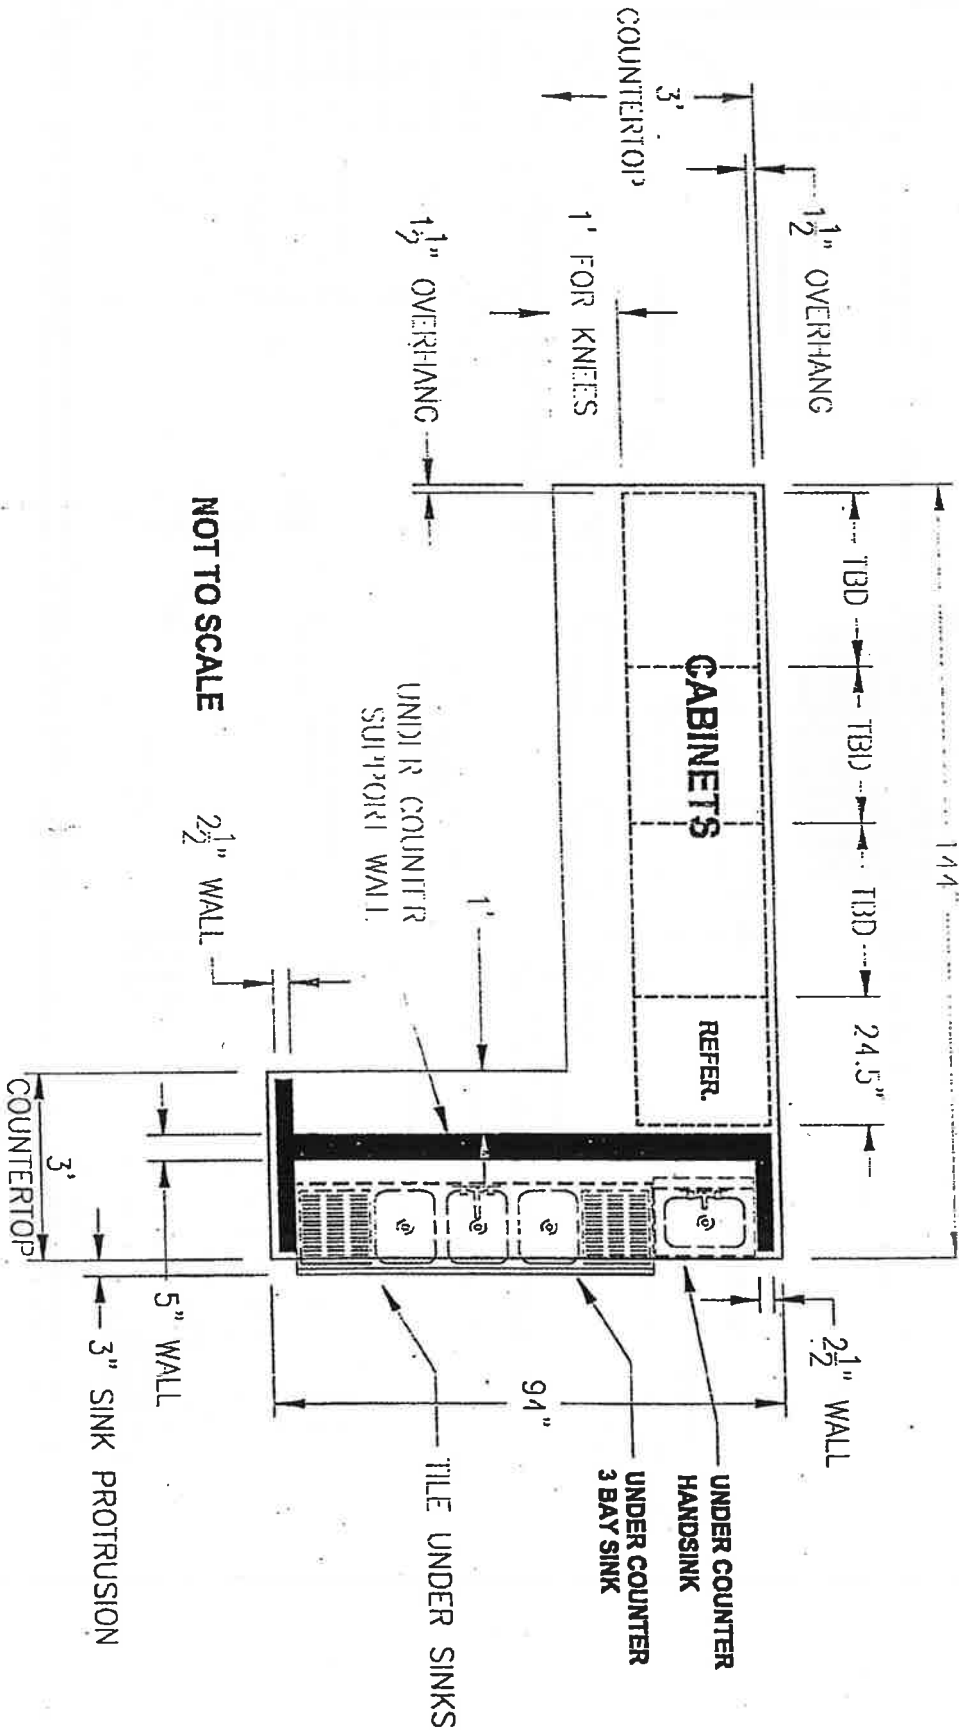 144"
TBD
TBD
TBD
24.5"
1½" OVERHANG
3'
COUNTERTOP
1' FOR KNEES
1½" OVERHANG
CABINETS
REFER.
2½" WALL
UNDER COUNTER
HANDSINK
UNDER COUNTER
3 BAY SINK
94"
TILE UNDER SINKS
1'
UNDER COUNTER
SUPPORT WALL
NOT TO SCALE
2½" WALL
3'
COUNTERTOP
5" WALL
3" SINK PROTRUSION